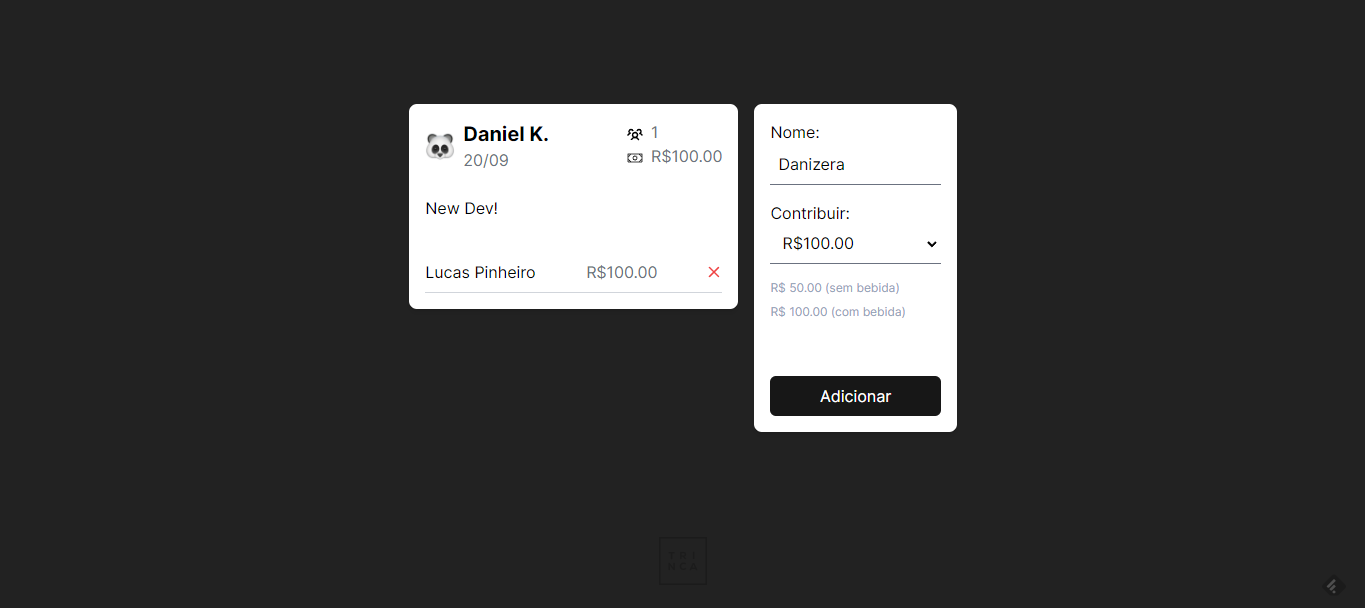 Daniel K.
20/09
1
R$100.00
New Dev!
Lucas Pinheiro R$100.00
Nome:
Danizera
Contribuir:
R$100.00
R$ 50.00 (sem bebida)
R$ 100.00 (com bebida)
Adicionar
TRI
NCA